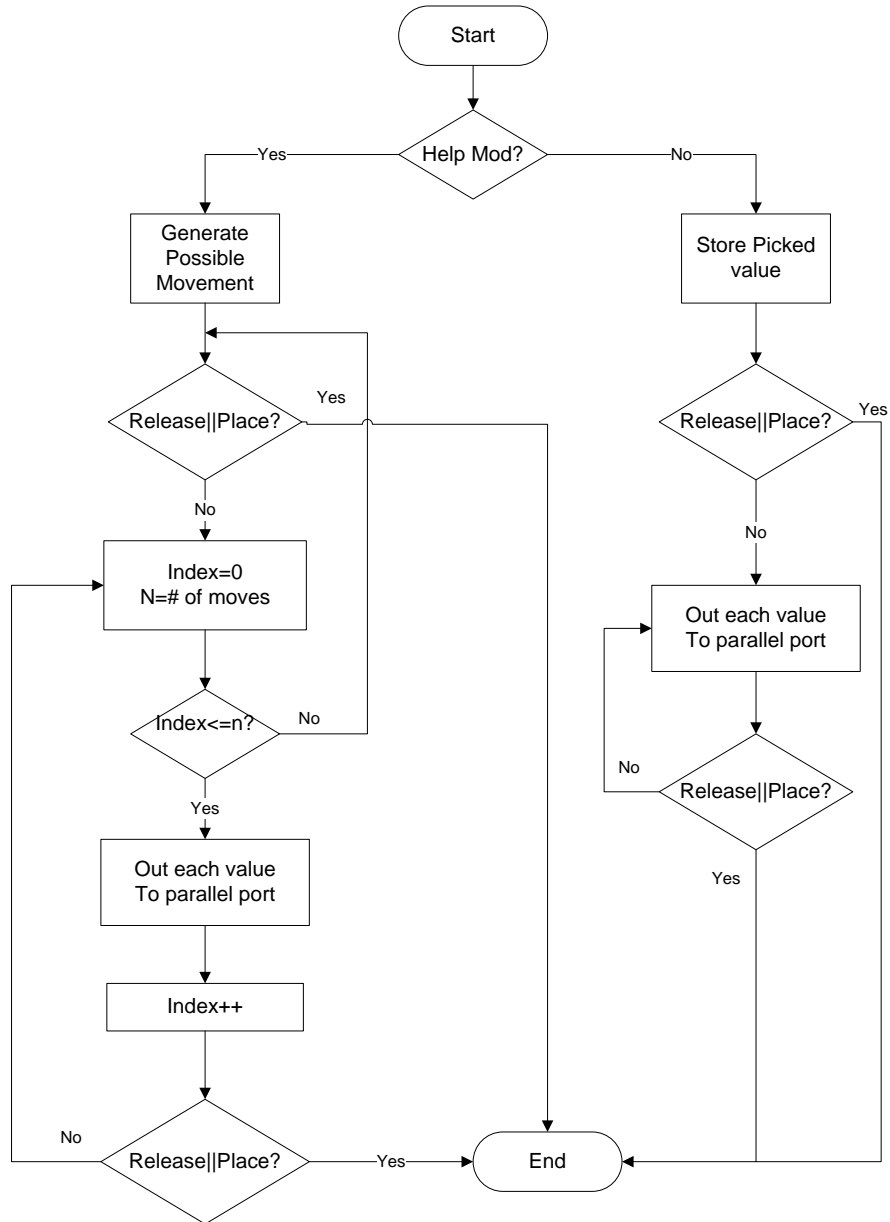 Start
Help Mod?
Yes
No
Generate
Possible
Movement
Store Picked
value
Release||Place?
Yes
Release||Place?
Yes
No
No
Index=0
N=# of moves
Out each value
To parallel port
Index<=n?
No
Release||Place?
No
Yes
Yes
Out each value
To parallel port
Index++
Release||Place?
No
Yes
End